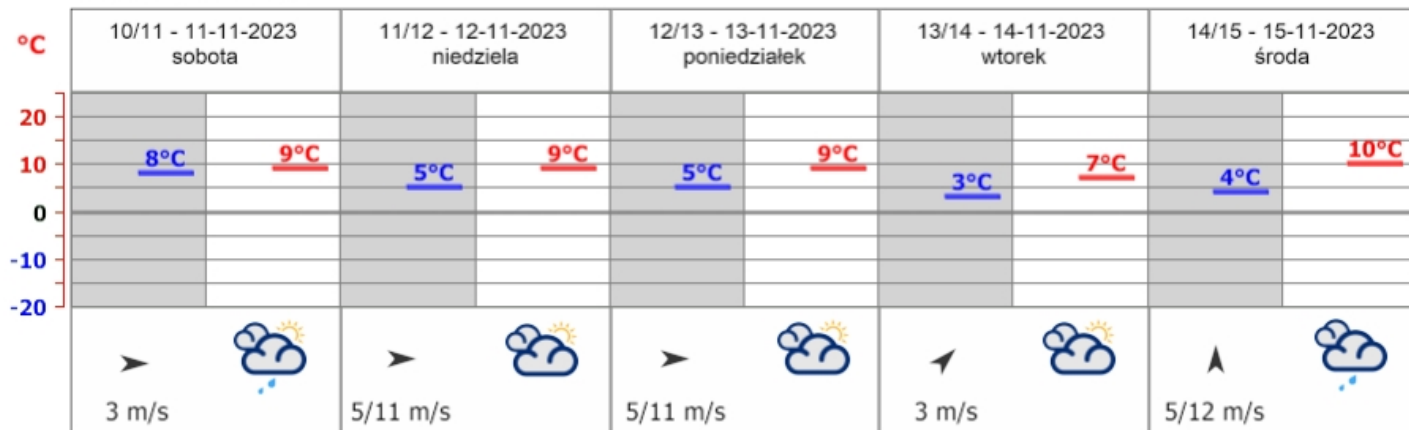 °C
10/11 - 11-11-2023
sobota
11/12 - 12-11-2023
niedziela
12/13 - 13-11-2023
poniedziałek
13/14 - 14-11-2023
wtorek
14/15 - 15-11-2023
środa
20
10
0
-10
-20
8°C
9°C
5°C
9°C
5°C
9°C
3°C
7°C
4°C
10°C
3 m/s
5/11 m/s
5/11 m/s
3 m/s
5/12 m/s